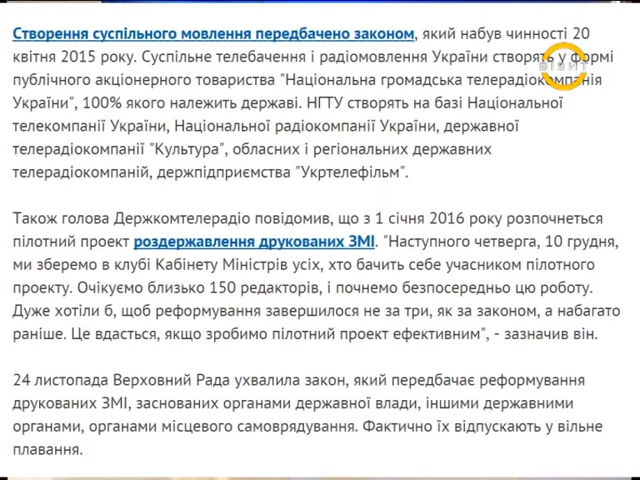 Створення суспільного мовлення передбачено законом, який набув чинності 20
квітня 2015 року. Суспільне телебачення і радіомовлення України створять у формі
публічного акціонерного товариства "Національна громадська телерадіокомпанія
України", 100% якого належить державі. НГТУ створять на базі Національної
телекомпанії України, Національної радіокомпанії України, державної
телерадіокомпанії "Культура", обласних і регіональних державних
телерадіокомпаній, держпідприємства "Укртелефільм".
Також голова Держкомтелерадіо повідомив, що з 1 січня 2016 року розпочнеться
пілотний проект роздержавлення друкованих ЗМІ. "Наступного четверга, 10 грудня,
ми зберемо в клубі Кабінету Міністрів усіх, хто бачить себе учасником пілотного
проекту. Очікуємо близько 150 редакторів, і почнемо безпосередньо цю роботу.
Дуже хотіли б, щоб реформування завершилося не за три, як за законом, а набагато
раніше. Це вдасться, якщо зробимо пілотний проект ефективним", - зазначив він.
24 листопада Верховний Рада ухвалила закон, який передбачає реформування
друкованих ЗМІ, заснованих органами державної влади, іншими державними
органами, органами місцевого самоврядування. Фактично їх відпускають у вільне
плавання.